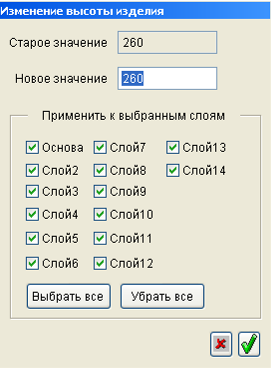 Изменение высоты изделия
Старое значение 260
Новое значение 260
Применить к выбранным слоям
Основа Слой7 Слой13
Слой2 Слой8 Слой14
Слой3 Слой9
Слой4 Слой10
Слой5 Слой11
Слой6 Слой12
Выбрать все Убрать все